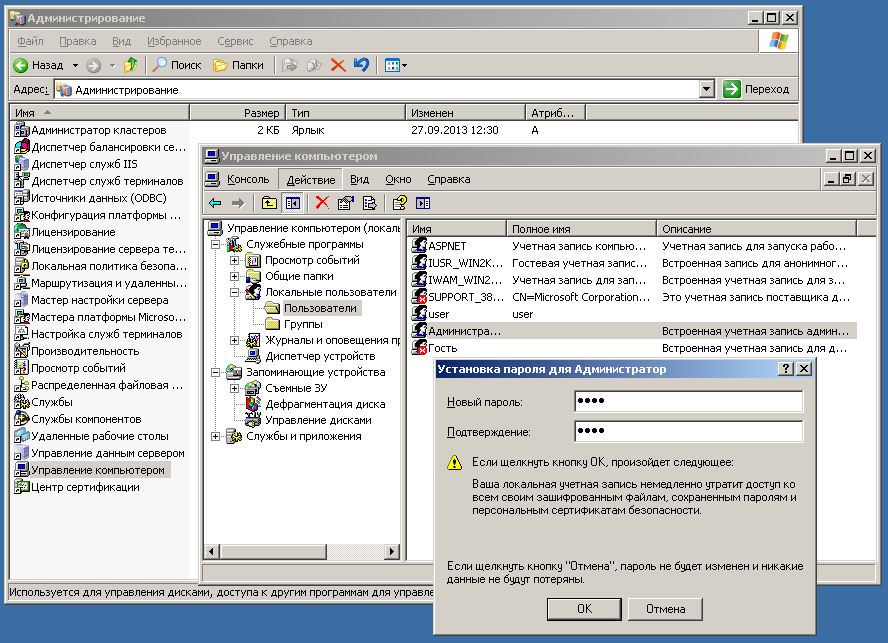 Администрирование
Файл Правка Вид Избранное Сервис Справка
Назад Поиск Папки
Адрес: Администрирование Переход
Имя Размер Тип Изменен Атриб...
Администратор кластеров 2 КБ Ярлык 27.09.2013 12:30 A
Диспетчер балансировки се...
Диспетчер служб IIS
Диспетчер служб терминалов
Источники данных (ODBC)
Конфигурация платформы ...
Лицензирование
Лицензирование сервера те...
Локальная политика безопа...
Маршрутизация и удаленны...
Мастер настройки сервера
Мастера платформы Microso...
Настройка служб терминалов
Производительность
Просмотр событий
Распределенная файловая ...
Службы
Службы компонентов
Удаленные рабочие столы
Управление данным сервером
Управление компьютером
Центр сертификации
Используется для управления дисками, доступа к другим программам для управле
Управление компьютером
Консоль Действие Вид Окно Справка
Управление компьютером (локаль
Служебные программы
Просмотр событий
Общие папки
Локальные пользователи
Пользователи
Группы
Журналы и оповещения пр
Диспетчер устройств
Запоминающие устройства
Съемные ЗУ
Дефрагментация диска
Управление дисками
Службы и приложения
Имя Полное имя Описание
ASPNET Учетная запись компью... Учетная запись для запуска рабо...
IUSR_WIN2K... Гостевая учетная запис... Встроенная запись для анонимног...
IWAM_WIN2... Учетная запись для зап... Встроенная учетная запись для з...
SUPPORT_38... CN=Microsoft Corporation... Это учетная запись поставщика д...
user user
Администра... Встроенная учетная запись админ...
Гость Встроенная учетная запись для д...
Установка пароля для Администратор
Новый пароль: ●●●●
Подтверждение: ●●●●
Если щелкнуть кнопку ОК, произойдет следующее:
Ваша локальная учетная запись немедленно утратит доступ ко
всем своим зашифрованным файлам, сохраненным паролям и
персональным сертификатам безопасности.
Если щелкнуть кнопку "Отмена", пароль не будет изменен и никакие
данные не будут потеряны.
ОК Отмена